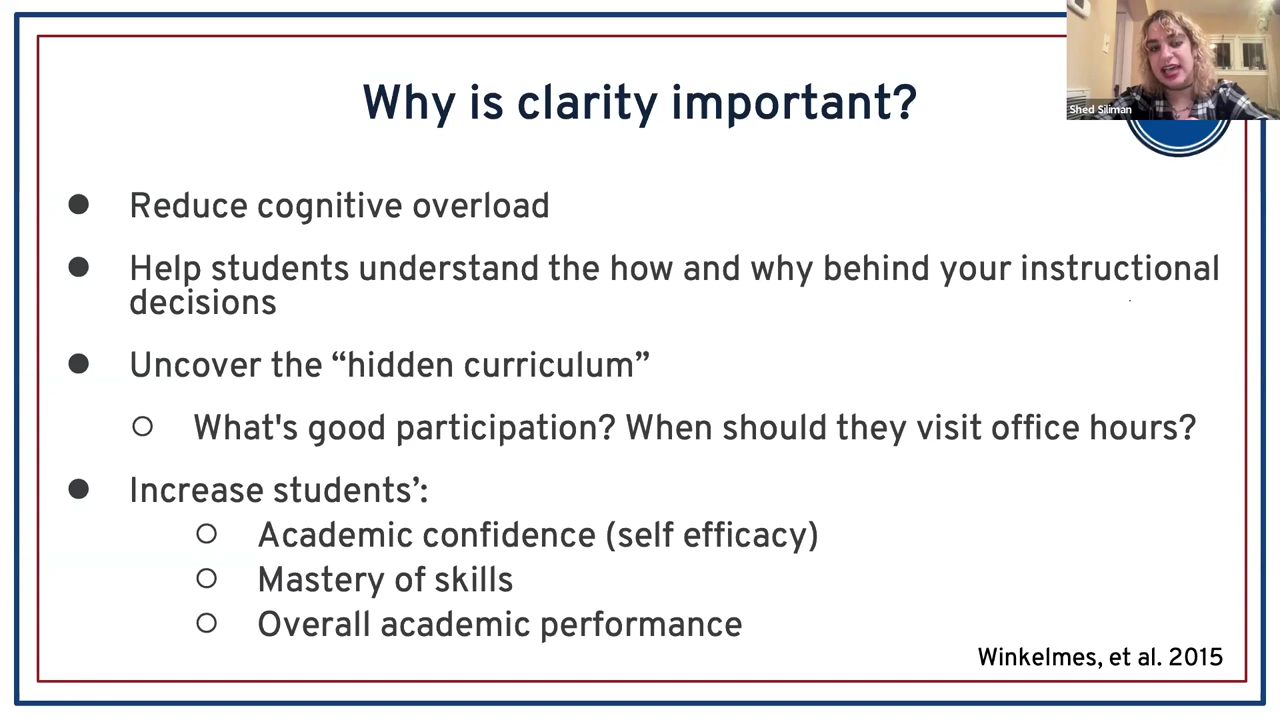 Why is clarity important?
Shed Siliman
● Reduce cognitive overload
● Help students understand the how and why behind your instructional
decisions
● Uncover the “hidden curriculum”
○ What's good participation? When should they visit office hours?
● Increase students’:
○ Academic confidence (self efficacy)
○ Mastery of skills
○ Overall academic performance
Winkelmes, et al. 2015